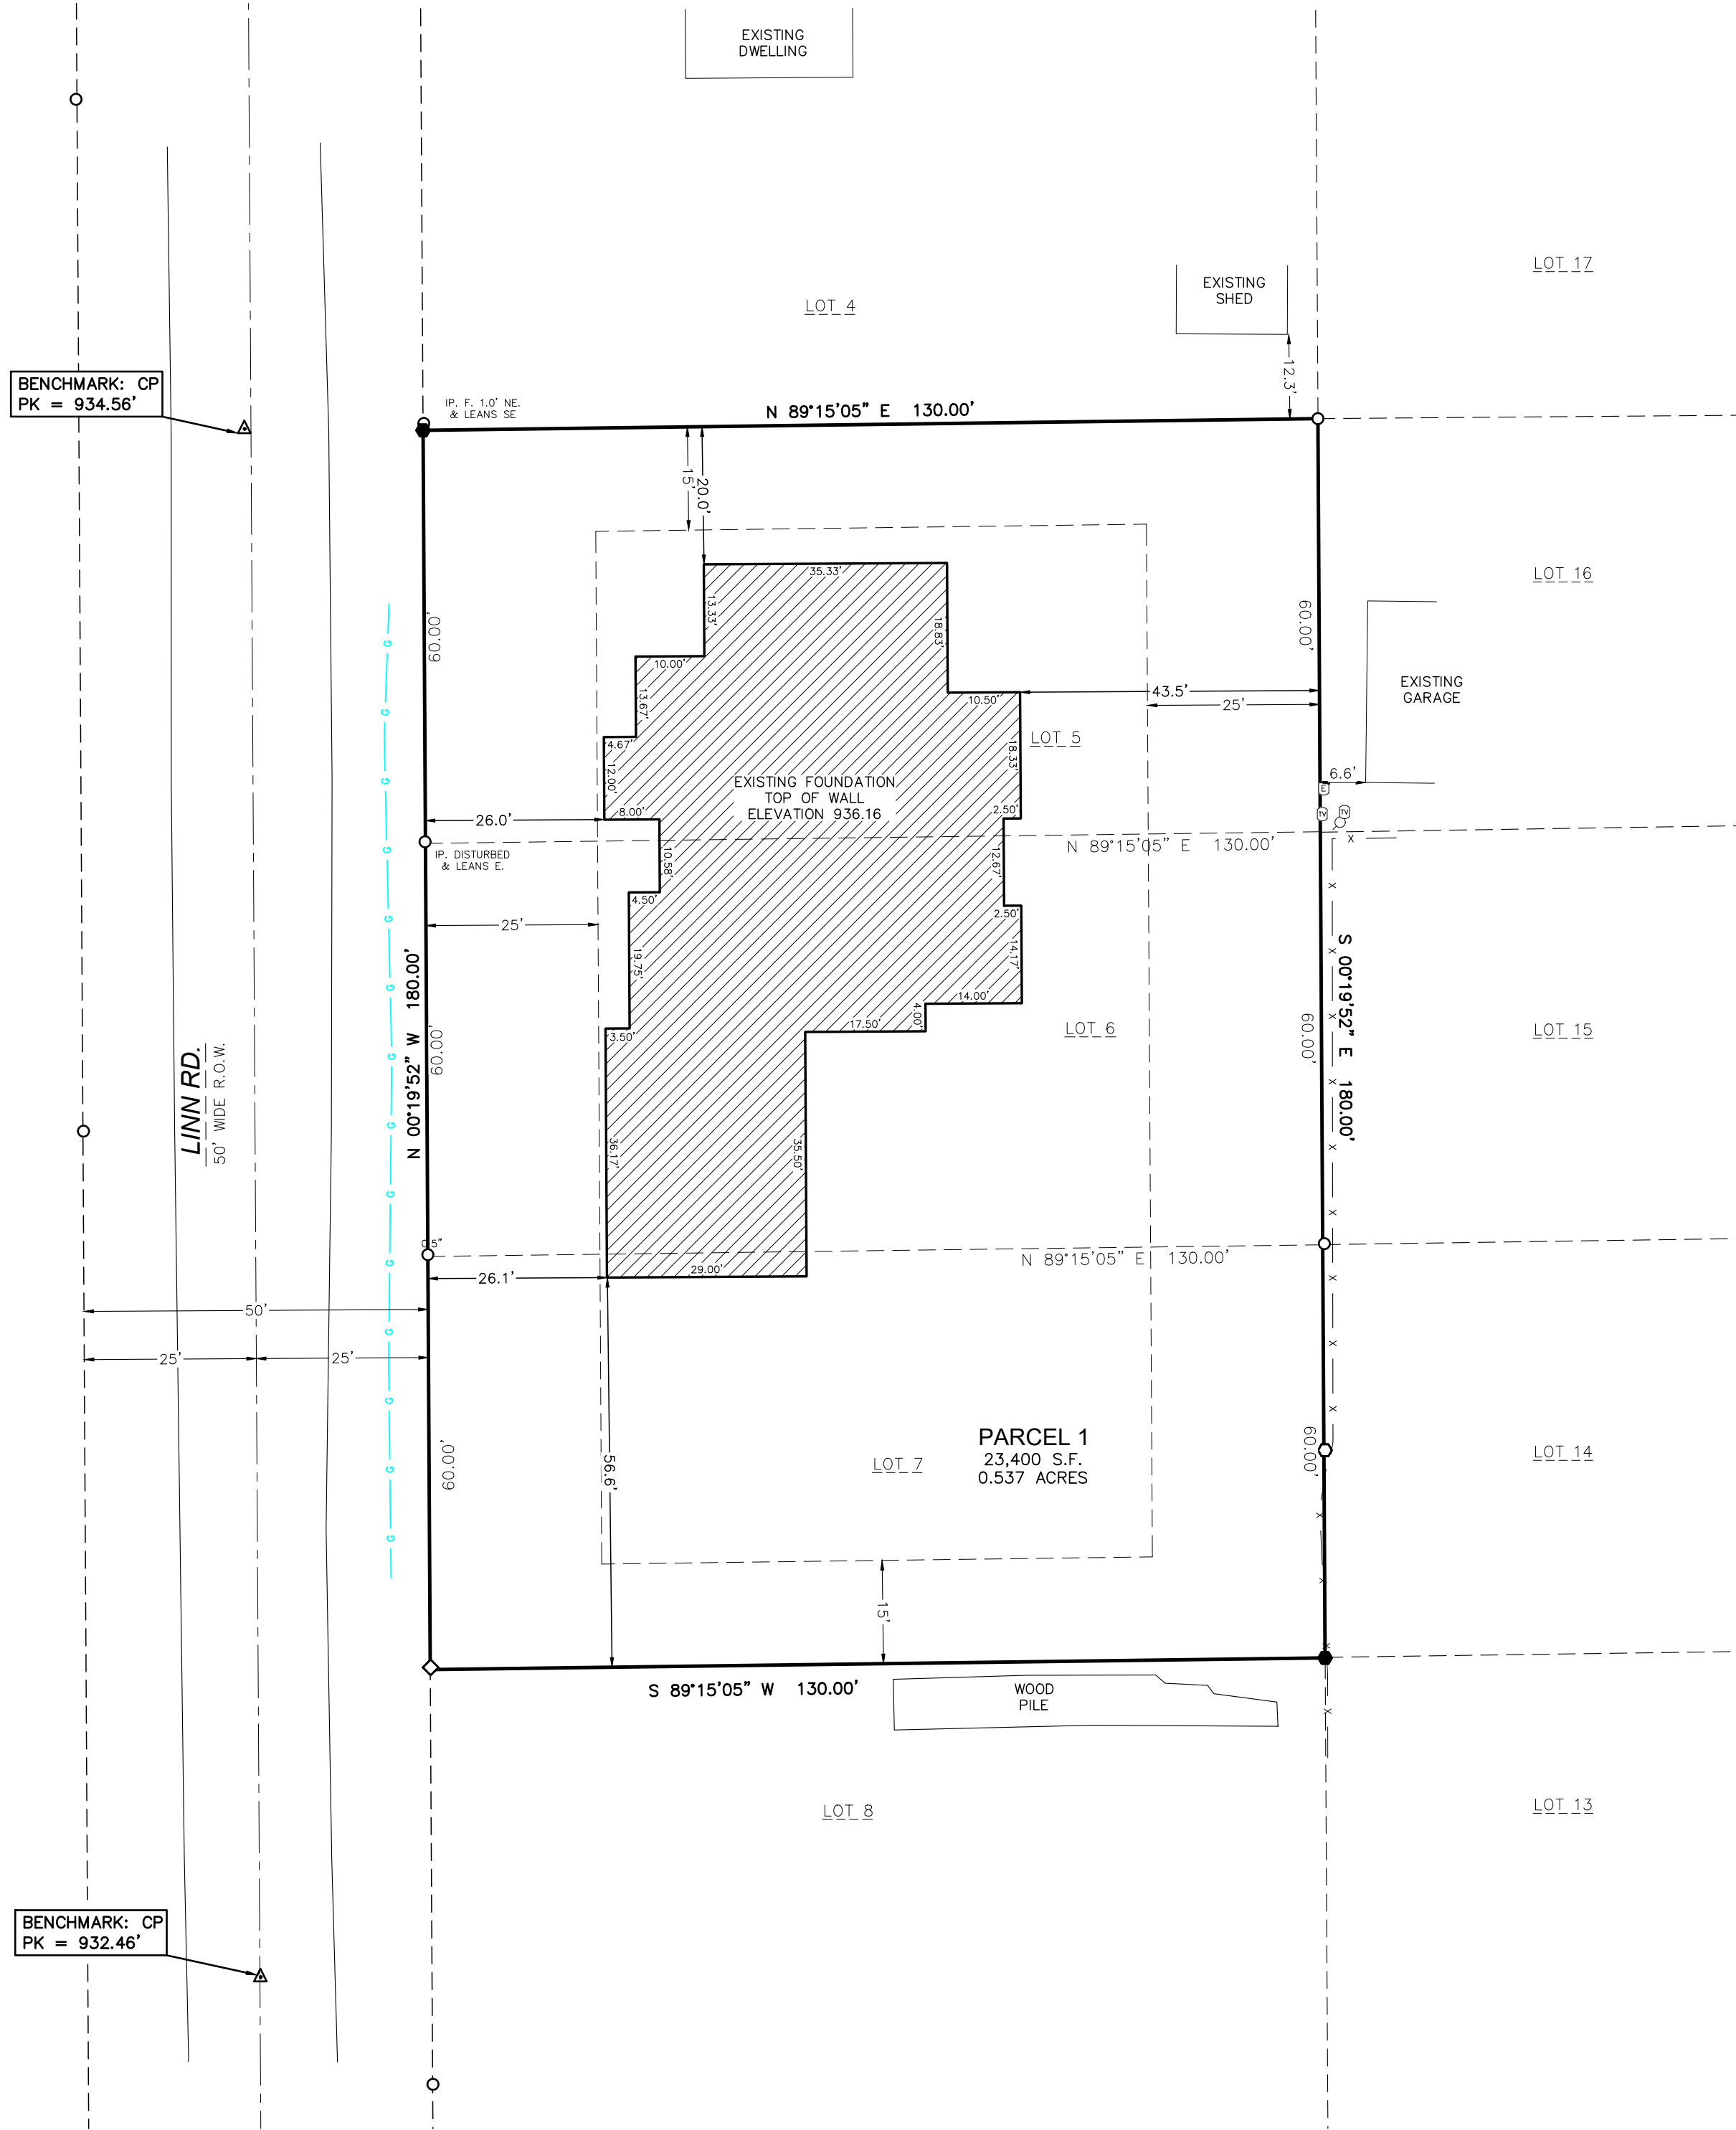 EXISTING
DWELLING
LOT 17
EXISTING
SHED
LOT 4
12.3'
BENCHMARK: CP
PK = 934.56'
IP. F. 1.0' NE.
& LEANS SE
N 89°15'05" E 130.00'
15'
20.0'
35.33'
LOT 16
13.33'
60.00'
60.00'
18.83'
10.00'
EXISTING
GARAGE
13.67'
10.50'
43.5'
25'
4.67'
LOT 5
18.33'
12.00'
EXISTING FOUNDATION
TOP OF WALL
ELEVATION 936.16
6.6'
E
TV
TV
8.00'
2.50'
26.0'
X
N 89°15'05" E 130.00'
IP. DISTURBED
& LEANS E.
10.58'
12.67'
4.50'
2.50'
25'
19.75'
14.17'
N 00°19'52" W 180.00'
S 00°19'52" E 180.00'
14.00'
4.00'
17.50'
3.50'
LOT 6
60.00'
60.00'
LOT 15
LINN RD.
50' WIDE R.O.W.
G
36.17'
35.50'
0.5"
N 89°15'05" E 130.00'
29.00'
26.1'
50'
25'
25'
PARCEL 1
23,400 S.F.
0.537 ACRES
LOT 7
60.00'
60.00'
56.6'
LOT 14
15'
S 89°15'05" W 130.00'
WOOD
PILE
LOT 8
LOT 13
BENCHMARK: CP
PK = 932.46'